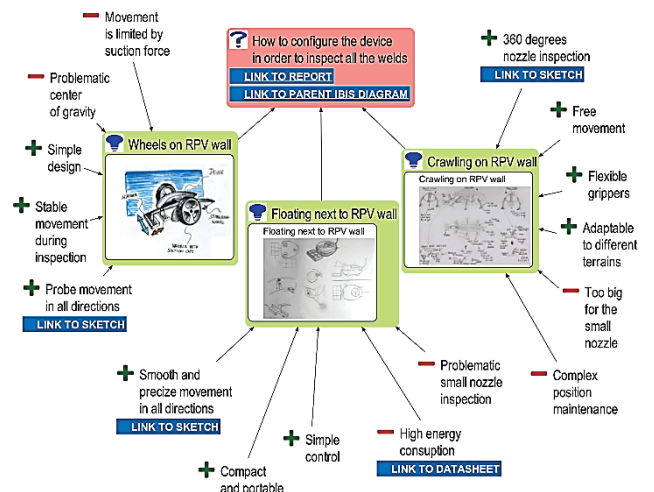 Movement
is limited by
suction force
Problematic
center
of gravity
Simple
design
Stable
movement
during
inspection
Probe movement
in all directions
LINK TO SKETCH
How to configure the device
in order to inspect all the welds
LINK TO REPORT
LINK TO PARENT IBIS DIAGRAM
Wheels on RPV wall
Floating next to RPV wall
Floating next to RPV wall
Crawling on RPV wall
Crawling on RPV wall
360 degrees
nozzle inspection
LINK TO SKETCH
Free
movement
Flexible
grippers
Adaptable
to different
terrains
Too big
for the
small
nozzle
Complex
position
maintenance
Smooth and
precize movement
in all directions
LINK TO SKETCH
Compact
and portable
Simple
control
High energy
consuption
LINK TO DATASHEET
Problematic
small nozzle
inspection